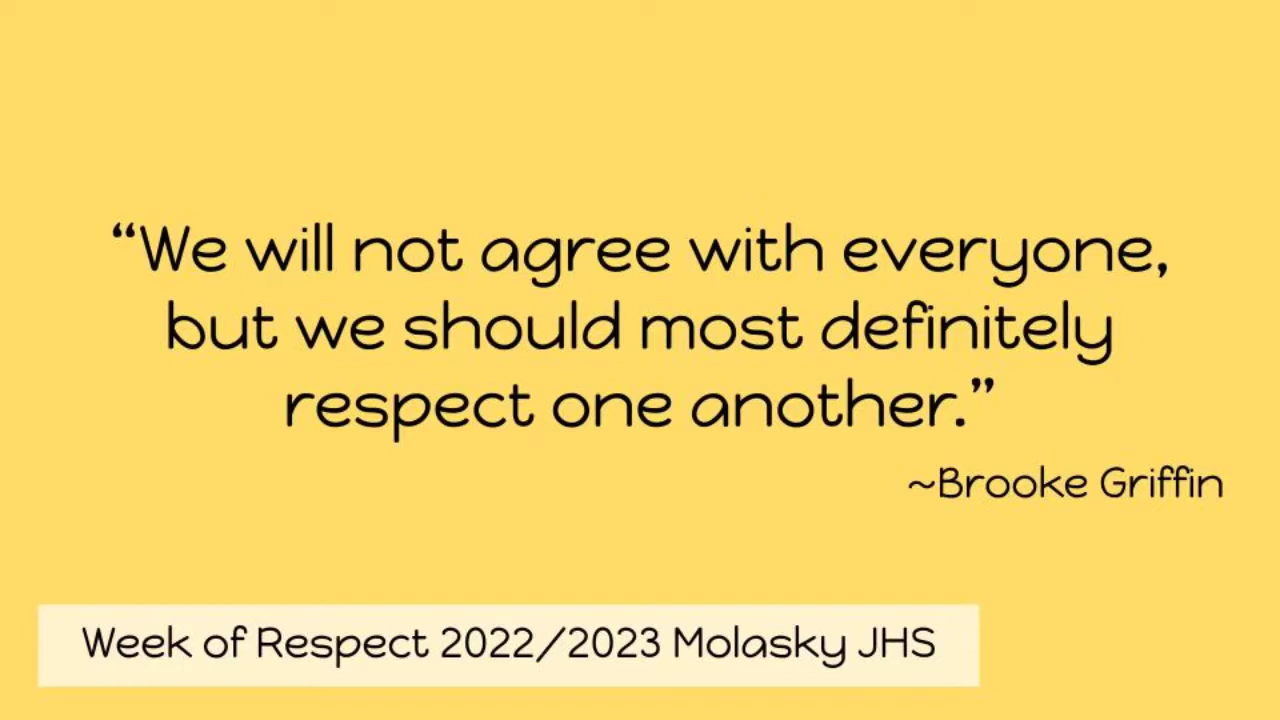 “We will not agree with everyone,
but we should most definitely
respect one another.”
~Brooke Griffin
Week of Respect 2022/2023 Molasky JHS